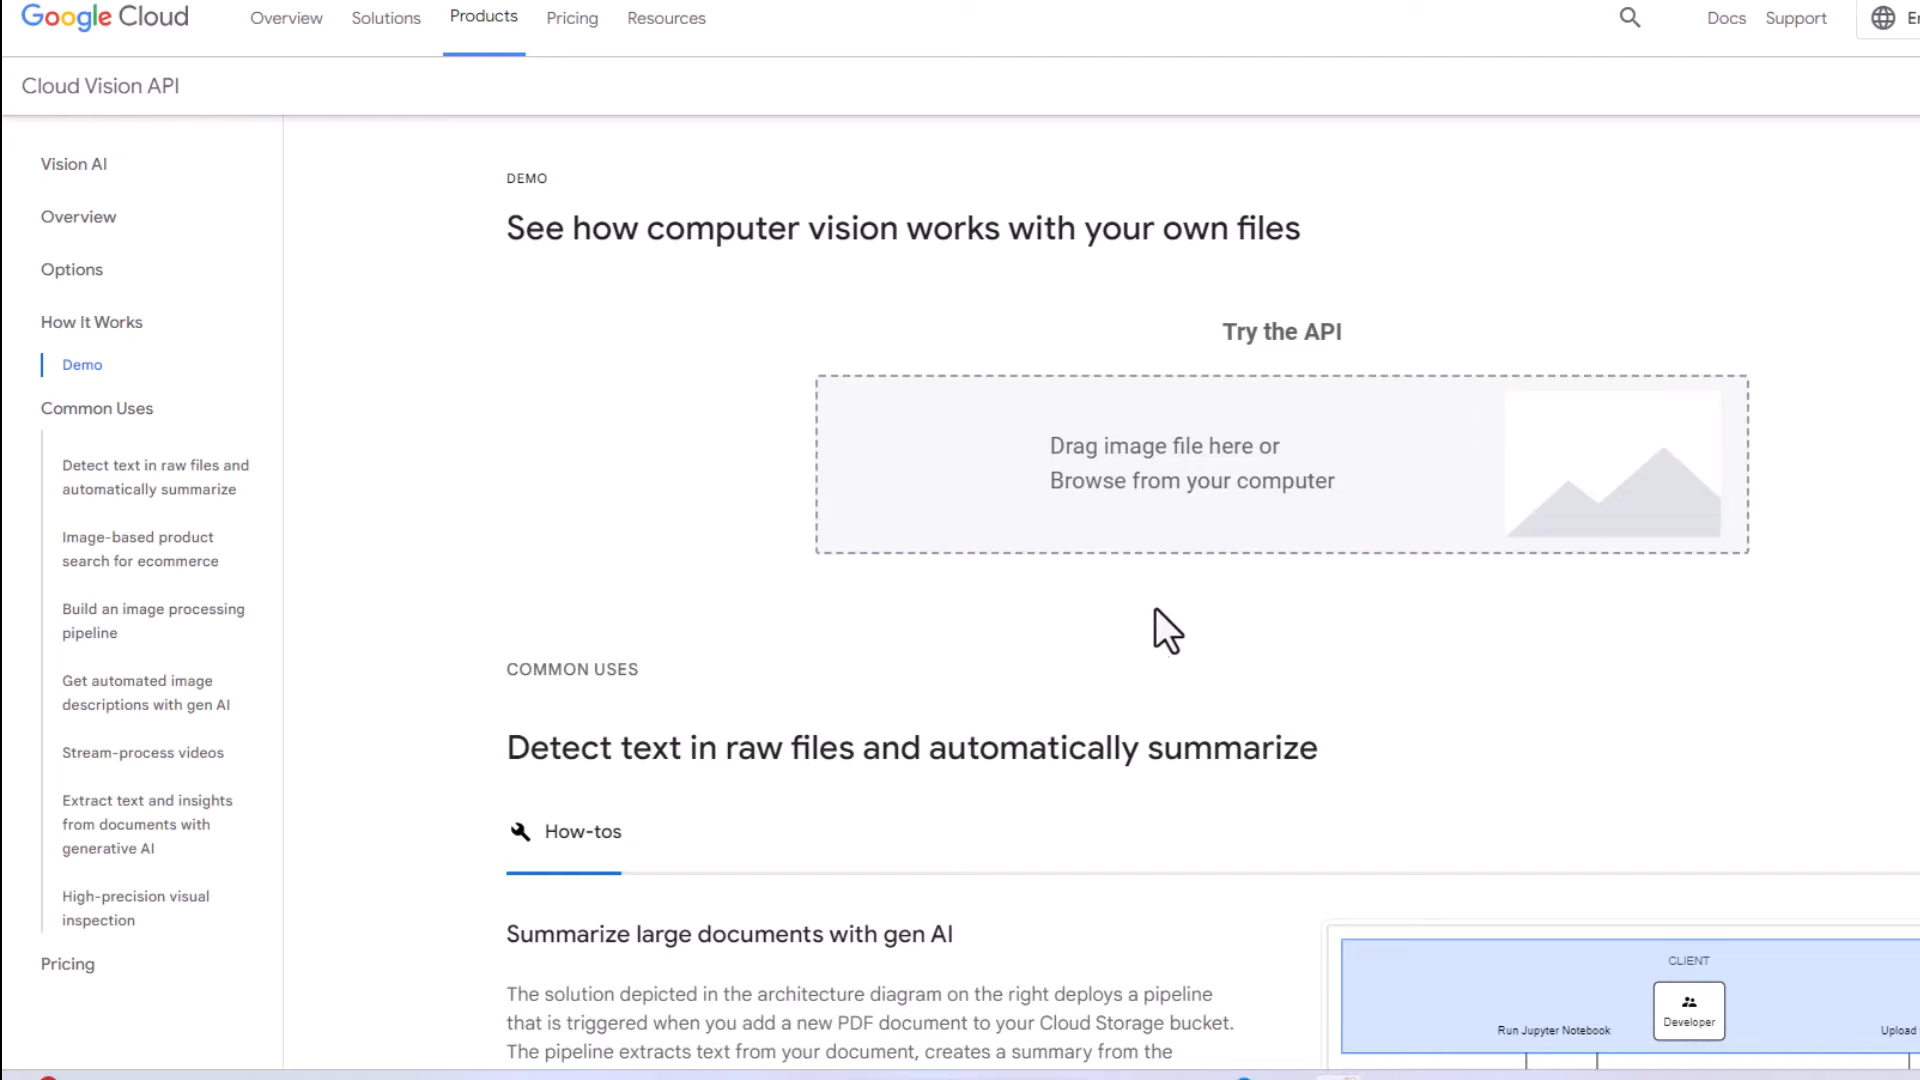 Google Cloud
Overview
Solutions
Products
Pricing
Resources
Docs
Support
Cloud Vision API
Vision AI
Overview
Options
How It Works
Demo
Common Uses
Detect text in raw files and
automatically summarize
Image-based product
search for ecommerce
Build an image processing
pipeline
Get automated image
descriptions with gen AI
Stream-process videos
Extract text and insights
from documents with
generative AI
High-precision visual
inspection
Pricing
DEMO
See how computer vision works with your own files
Try the API
Drag image file here or
Browse from your computer
COMMON USES
Detect text in raw files and automatically summarize
How-tos
Summarize large documents with gen AI
The solution depicted in the architecture diagram on the right deploys a pipeline
that is triggered when you add a new PDF document to your Cloud Storage bucket.
The pipeline extracts text from your document, creates a summary from the
CLIENT
Developer
Run Jupyter Notebook
Upload